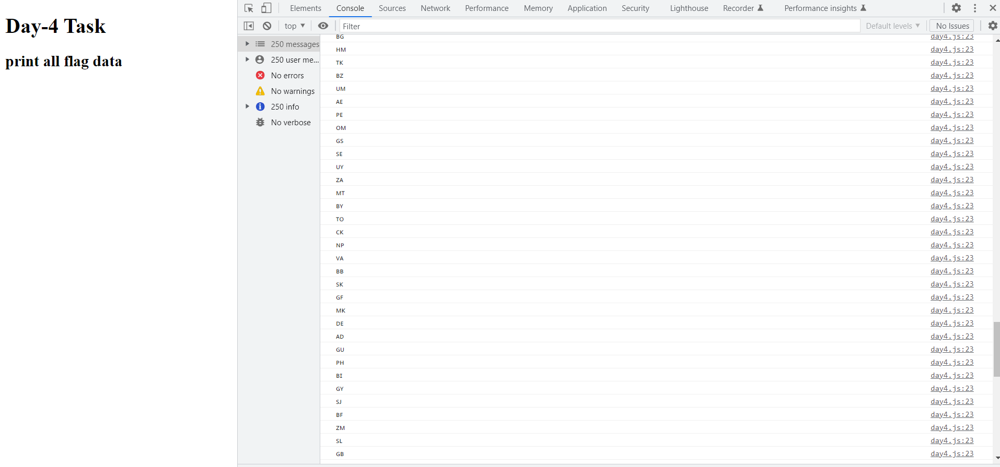 Day-4 Task
print all flag data
Elements Console Sources Network Performance Memory Application Security Lighthouse Recorder Performance insights
top Filter Default levels No Issues
250 messages
250 user me...
No errors
No warnings
250 info
No verbose
BG day4.js:23
HM day4.js:23
TK day4.js:23
BZ day4.js:23
UM day4.js:23
AE day4.js:23
PE day4.js:23
OM day4.js:23
GS day4.js:23
SE day4.js:23
UY day4.js:23
ZA day4.js:23
MT day4.js:23
BY day4.js:23
TO day4.js:23
CK day4.js:23
NP day4.js:23
VA day4.js:23
BB day4.js:23
SK day4.js:23
GF day4.js:23
MK day4.js:23
DE day4.js:23
AD day4.js:23
GU day4.js:23
PH day4.js:23
BI day4.js:23
GY day4.js:23
SJ day4.js:23
BF day4.js:23
ZM day4.js:23
SL day4.js:23
GB day4.js:23